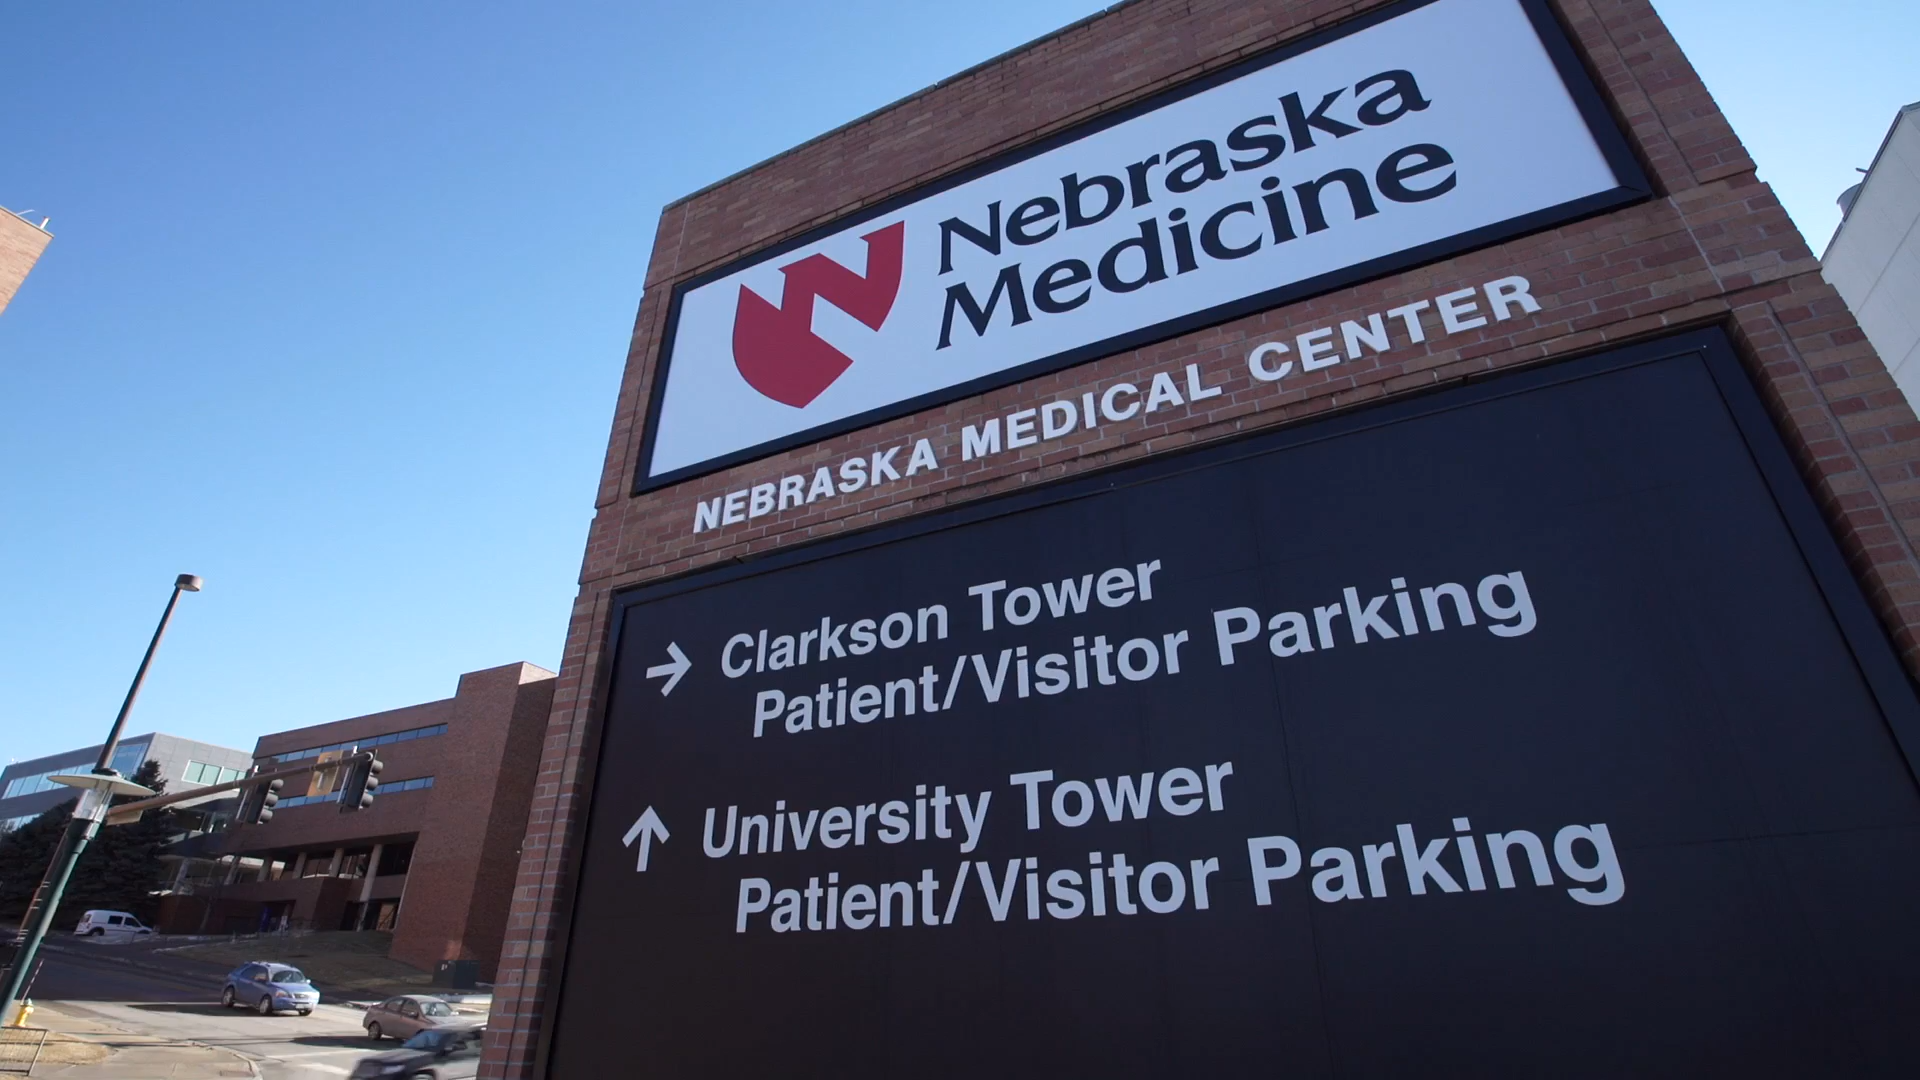 Nebraska
Medicine
NEBRASKA MEDICAL CENTER
→ Clarkson Tower
Patient/Visitor Parking
↑ University Tower
Patient/Visitor Parking